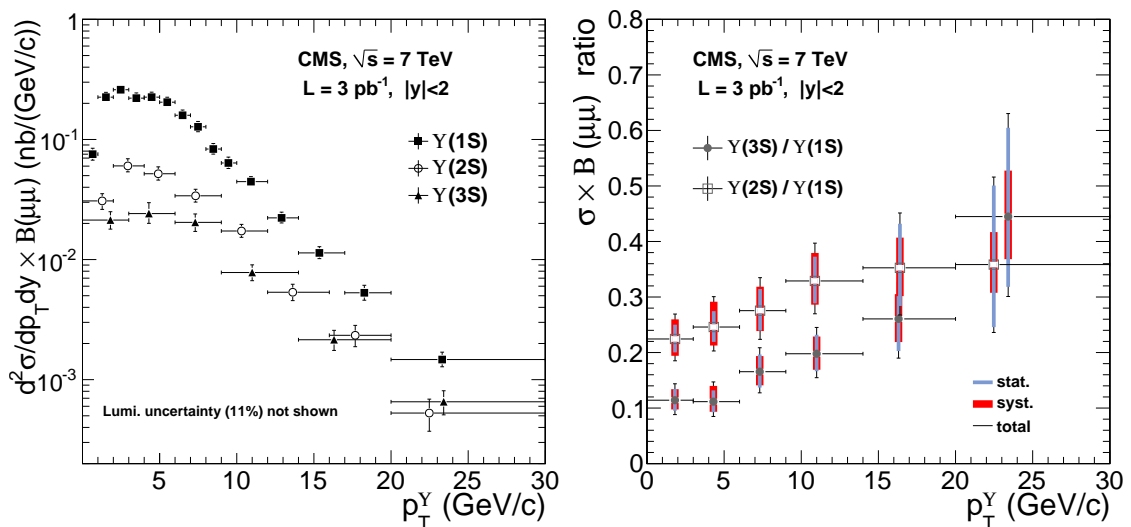 d²σ/dp_T dy × B(μμ) (nb/(GeV/c))
1
10⁻¹
10⁻²
10⁻³
CMS, √s = 7 TeV
L = 3 pb⁻¹, |y|<2
ϒ(1S)
ϒ(2S)
ϒ(3S)
Lumi. uncertainty (11%) not shown
5 10 15 20 25 30
p_T^ϒ (GeV/c)
σ × B (μμ) ratio
0.8
0.7
0.6
0.5
0.4
0.3
0.2
0.1
0
CMS, √s = 7 TeV
L = 3 pb⁻¹, |y|<2
ϒ(3S) / ϒ(1S)
ϒ(2S) / ϒ(1S)
stat.
syst.
total
0 5 10 15 20 25 30
p_T^ϒ (GeV/c)